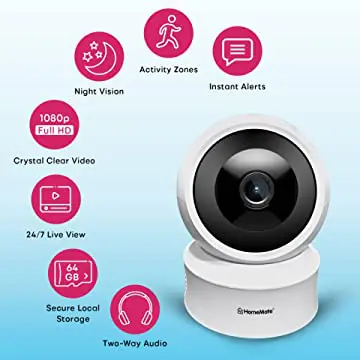 Night Vision
Activity Zones
Instant Alerts
1080p
Full HD
Crystal Clear Video
24/7 Live View
64
GB
Secure Local
Storage
Two-Way Audio
HomeMate